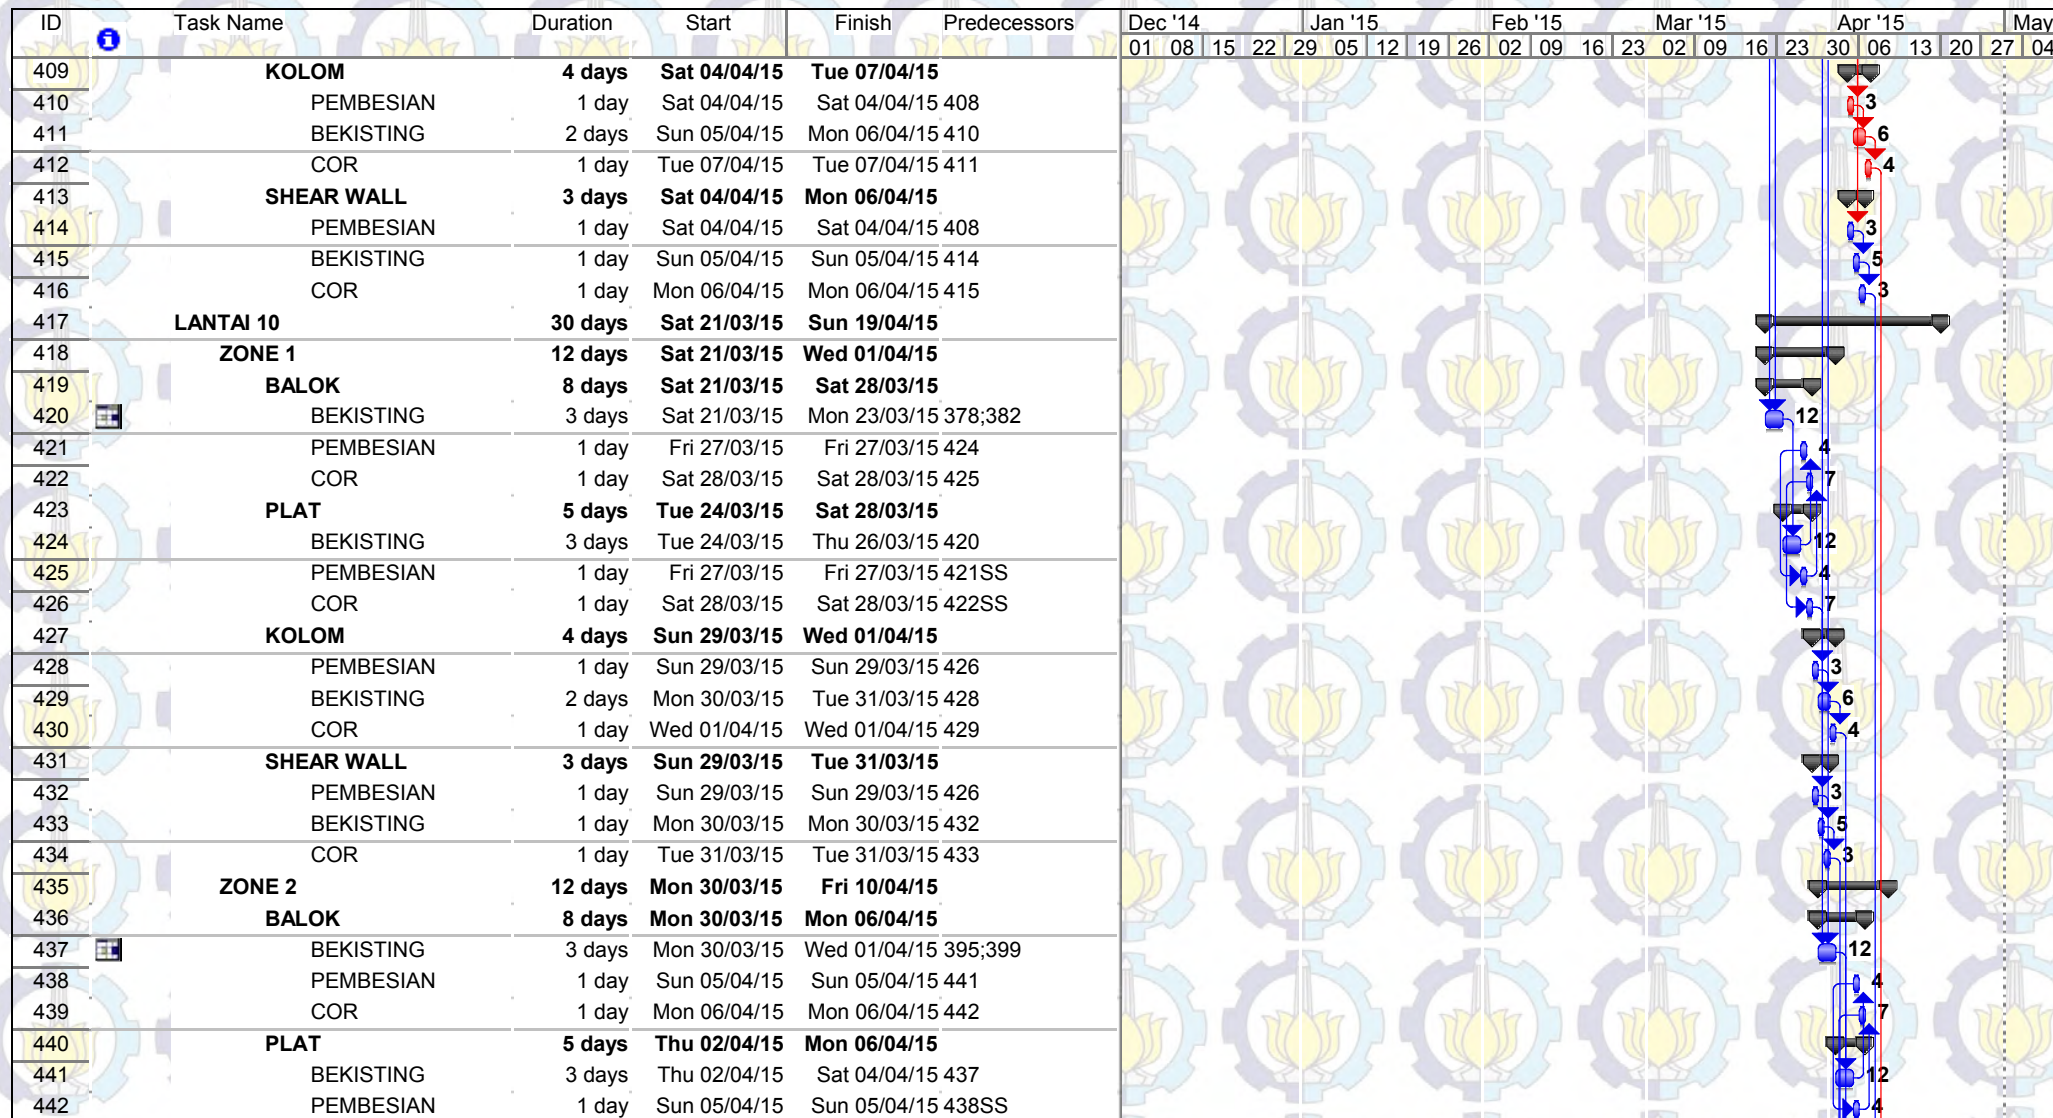 ID Task Name Duration Start Finish Predecessors Dec '14 Jan '15 Feb '15 Mar '15 Apr '15 May
01 08 15 22 29 05 12 19 26 02 09 16 23 02 09 16 23 30 06 13 20 27 04
409 KOLOM 4 days Sat 04/04/15 Tue 07/04/15
410 PEMBESIAN 1 day Sat 04/04/15 Sat 04/04/15 408 3
411 BEKISTING 2 days Sun 05/04/15 Mon 06/04/15 410 6
412 COR 1 day Tue 07/04/15 Tue 07/04/15 411 4
413 SHEAR WALL 3 days Sat 04/04/15 Mon 06/04/15
414 PEMBESIAN 1 day Sat 04/04/15 Sat 04/04/15 408 3
415 BEKISTING 1 day Sun 05/04/15 Sun 05/04/15 414 5
416 COR 1 day Mon 06/04/15 Mon 06/04/15 415 3
417 LANTAI 10 30 days Sat 21/03/15 Sun 19/04/15
418 ZONE 1 12 days Sat 21/03/15 Wed 01/04/15
419 BALOK 8 days Sat 21/03/15 Sat 28/03/15
420 BEKISTING 3 days Sat 21/03/15 Mon 23/03/15 378;382 12
421 PEMBESIAN 1 day Fri 27/03/15 Fri 27/03/15 424 4
422 COR 1 day Sat 28/03/15 Sat 28/03/15 425 7
423 PLAT 5 days Tue 24/03/15 Sat 28/03/15
424 BEKISTING 3 days Tue 24/03/15 Thu 26/03/15 420 12
425 PEMBESIAN 1 day Fri 27/03/15 Fri 27/03/15 421SS 4
426 COR 1 day Sat 28/03/15 Sat 28/03/15 422SS 7
427 KOLOM 4 days Sun 29/03/15 Wed 01/04/15
428 PEMBESIAN 1 day Sun 29/03/15 Sun 29/03/15 426 3
429 BEKISTING 2 days Mon 30/03/15 Tue 31/03/15 428 6
430 COR 1 day Wed 01/04/15 Wed 01/04/15 429 4
431 SHEAR WALL 3 days Sun 29/03/15 Tue 31/03/15
432 PEMBESIAN 1 day Sun 29/03/15 Sun 29/03/15 426 3
433 BEKISTING 1 day Mon 30/03/15 Mon 30/03/15 432 5
434 COR 1 day Tue 31/03/15 Tue 31/03/15 433 3
435 ZONE 2 12 days Mon 30/03/15 Fri 10/04/15
436 BALOK 8 days Mon 30/03/15 Mon 06/04/15
437 BEKISTING 3 days Mon 30/03/15 Wed 01/04/15 395;399 12
438 PEMBESIAN 1 day Sun 05/04/15 Sun 05/04/15 441 4
439 COR 1 day Mon 06/04/15 Mon 06/04/15 442 7
440 PLAT 5 days Thu 02/04/15 Mon 06/04/15
441 BEKISTING 3 days Thu 02/04/15 Sat 04/04/15 437 12
442 PEMBESIAN 1 day Sun 05/04/15 Sun 05/04/15 438SS 4